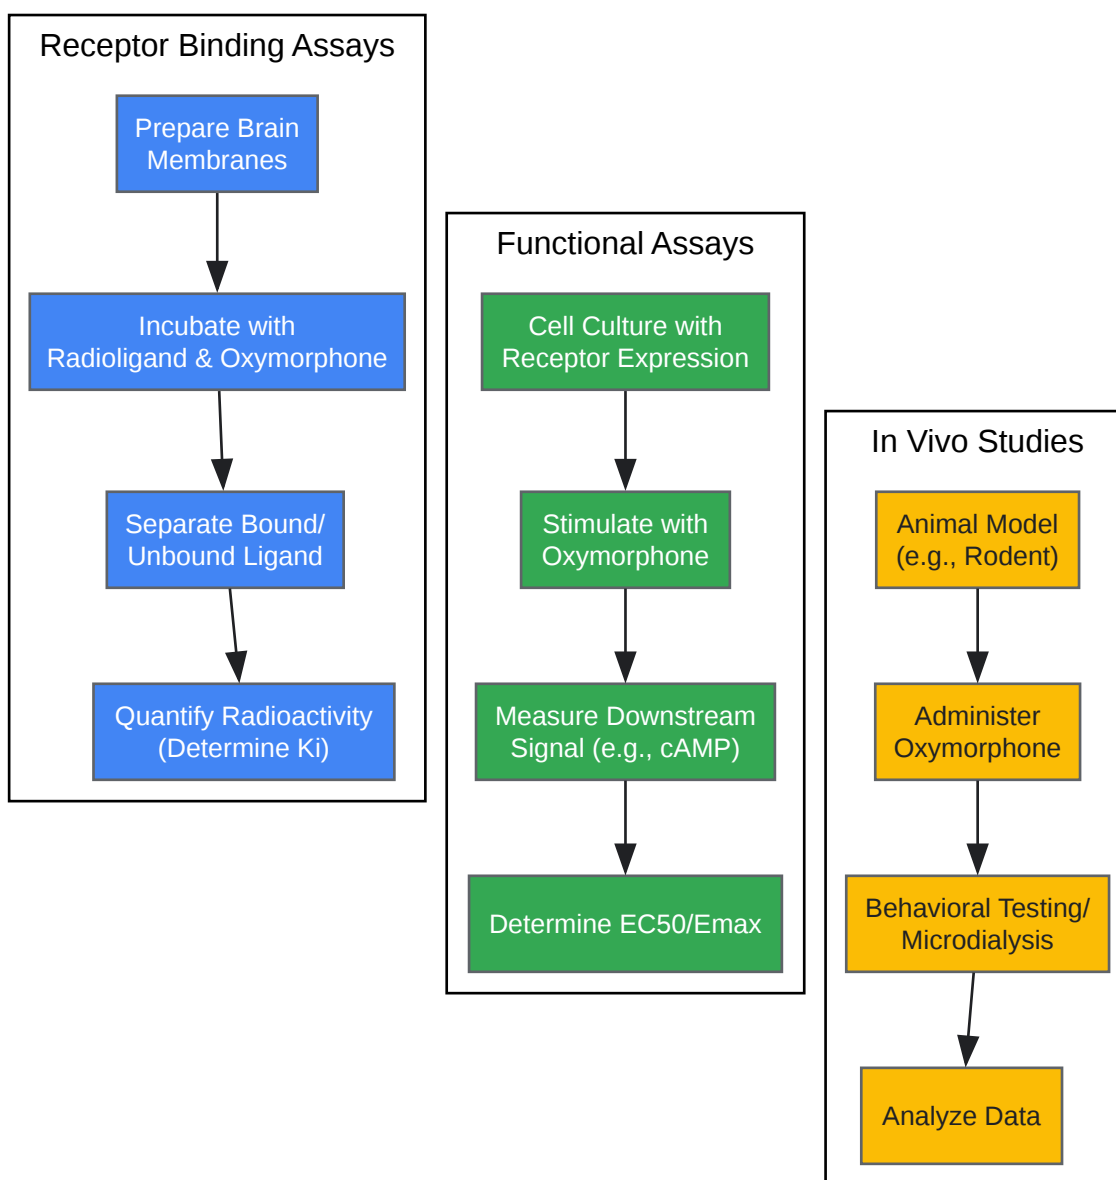 Receptor Binding Assays
Prepare Brain
Membranes
Incubate with
Radioligand & Oxymorphone
Separate Bound/
Unbound Ligand
Quantify Radioactivity
(Determine Ki)
Functional Assays
Cell Culture with
Receptor Expression
Stimulate with
Oxymorphone
Measure Downstream
Signal (e.g., cAMP)
Determine EC50/Emax
In Vivo Studies
Animal Model
(e.g., Rodent)
Administer
Oxymorphone
Behavioral Testing/
Microdialysis
Analyze Data